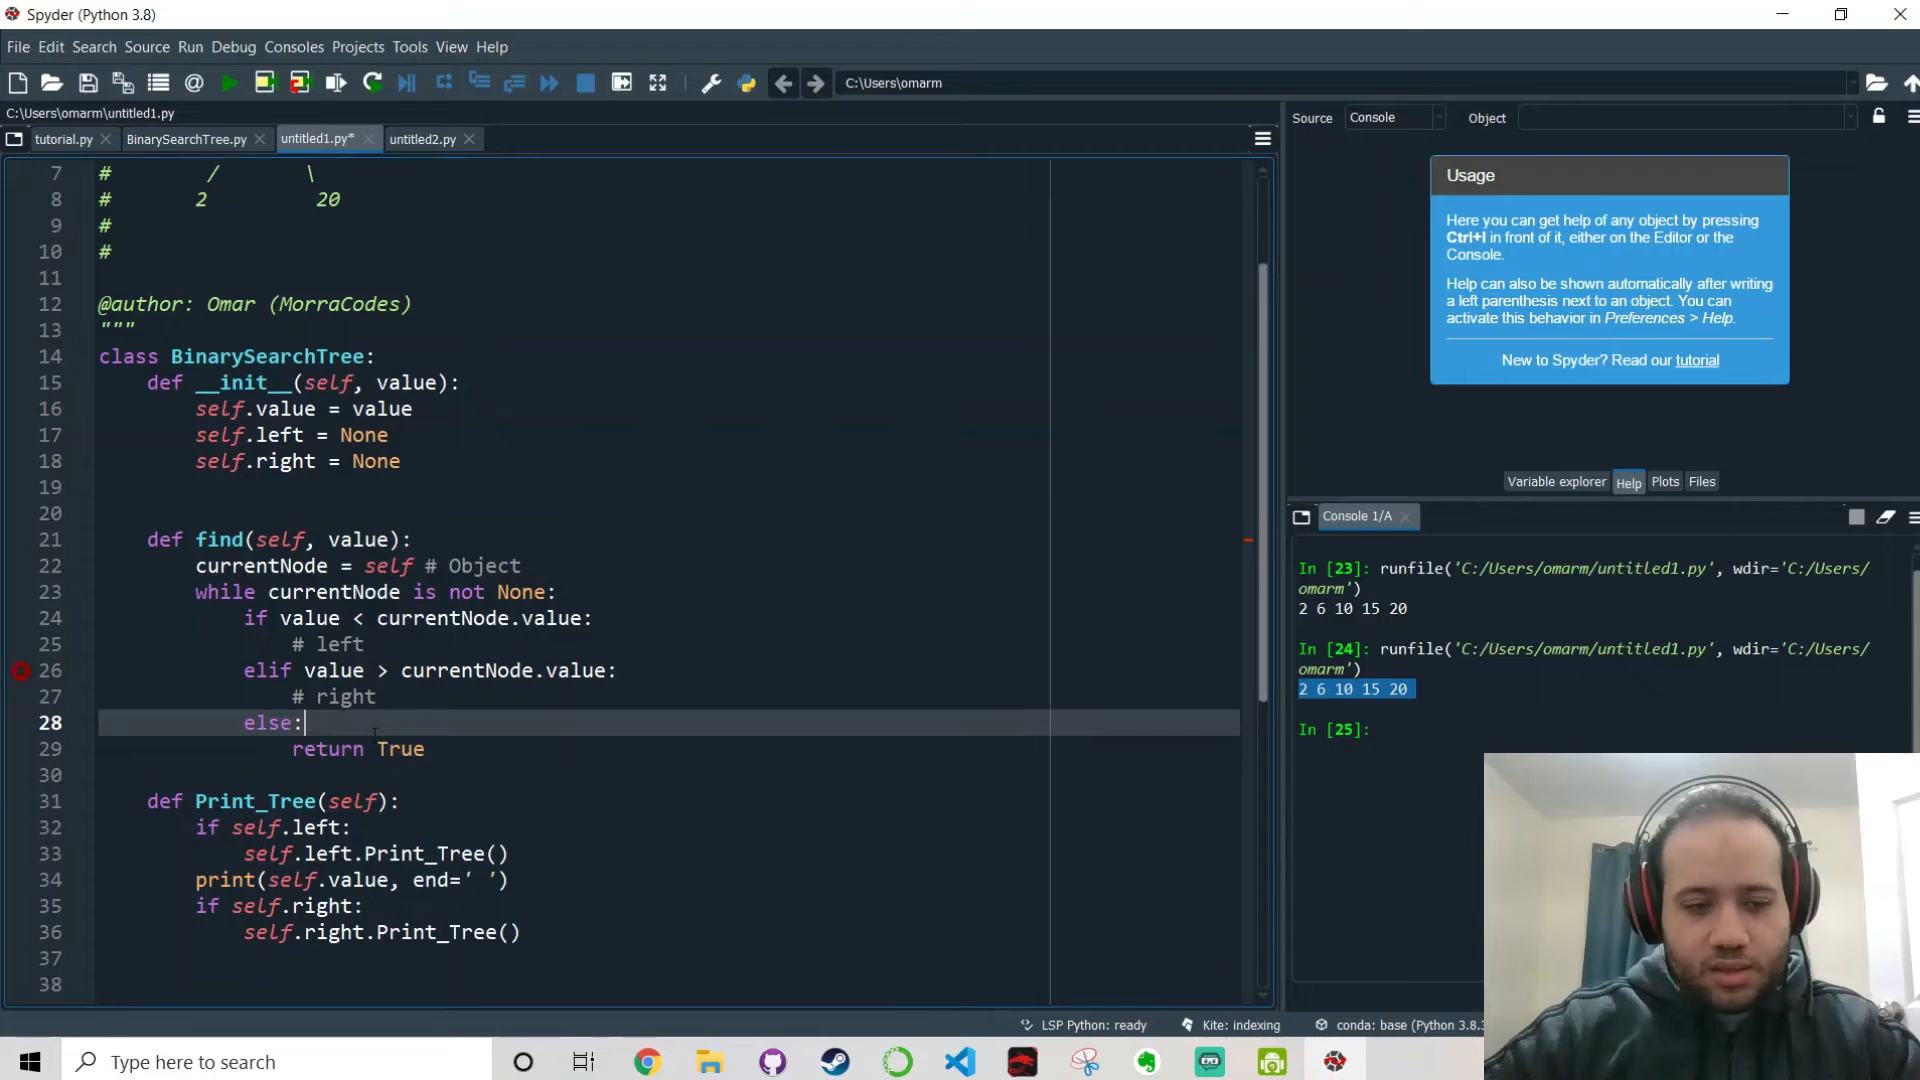 Spyder (Python 3.8)
File Edit Search Source Run Debug Consoles Projects Tools View Help
C:\Users\omarm
C:\Users\omarm\untitled1.py
tutorial.py BinarySearchTree.py untitled1.py* untitled2.py
7 # / \
8 # 2 20
9 #
10 #
11
12 @author: Omar (MorraCodes)
13 """
14 class BinarySearchTree:
15 def __init__(self, value):
16 self.value = value
17 self.left = None
18 self.right = None
19
20
21 def find(self, value):
22 currentNode = self # Object
23 while currentNode is not None:
24 if value < currentNode.value:
25 # left
26 elif value > currentNode.value:
27 # right
28 else:
29 return True
30
31 def Print_Tree(self):
32 if self.left:
33 self.left.Print_Tree()
34 print(self.value, end=' ')
35 if self.right:
36 self.right.Print_Tree()
37
38
Source Console Object
Usage
Here you can get help of any object by pressing
Ctrl+I in front of it, either on the Editor or the
Console.
Help can also be shown automatically after writing
a left parenthesis next to an object. You can
activate this behavior in Preferences > Help.
New to Spyder? Read our tutorial
Variable explorer Help Plots Files
Console 1/A
In [23]: runfile('C:/Users/omarm/untitled1.py', wdir='C:/Users/
omarm')
2 6 10 15 20
In [24]: runfile('C:/Users/omarm/untitled1.py', wdir='C:/Users/
omarm')
2 6 10 15 20
In [25]:
LSP Python: ready Kite: indexing conda: base (Python 3.8.3
Type here to search